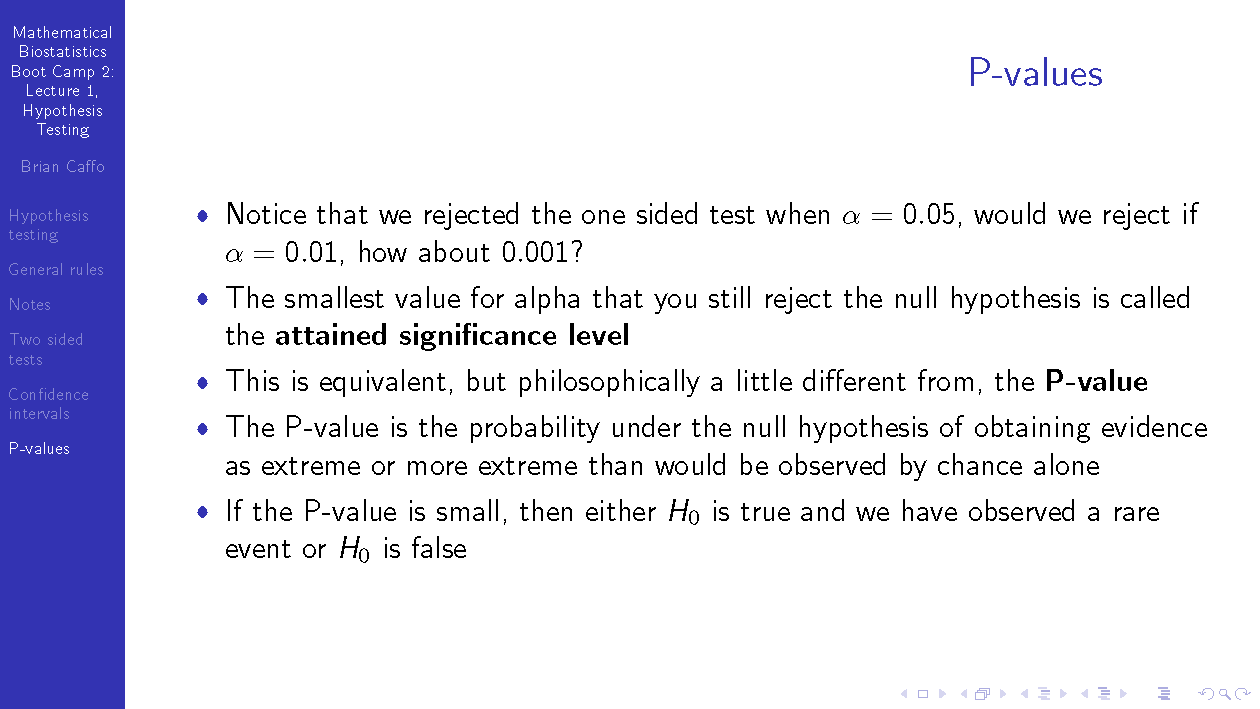 Mathematical
Biostatistics
Boot Camp 2:
Lecture 1,
Hypothesis
Testing
Brian Caffo
Hypothesis
testing
General rules
Notes
Two sided
tests
Confidence
intervals
P-values
P-values
• Notice that we rejected the one sided test when α = 0.05, would we reject if
α = 0.01, how about 0.001?
• The smallest value for alpha that you still reject the null hypothesis is called
the attained significance level
• This is equivalent, but philosophically a little different from, the P-value
• The P-value is the probability under the null hypothesis of obtaining evidence
as extreme or more extreme than would be observed by chance alone
• If the P-value is small, then either H₀ is true and we have observed a rare
event or H₀ is false